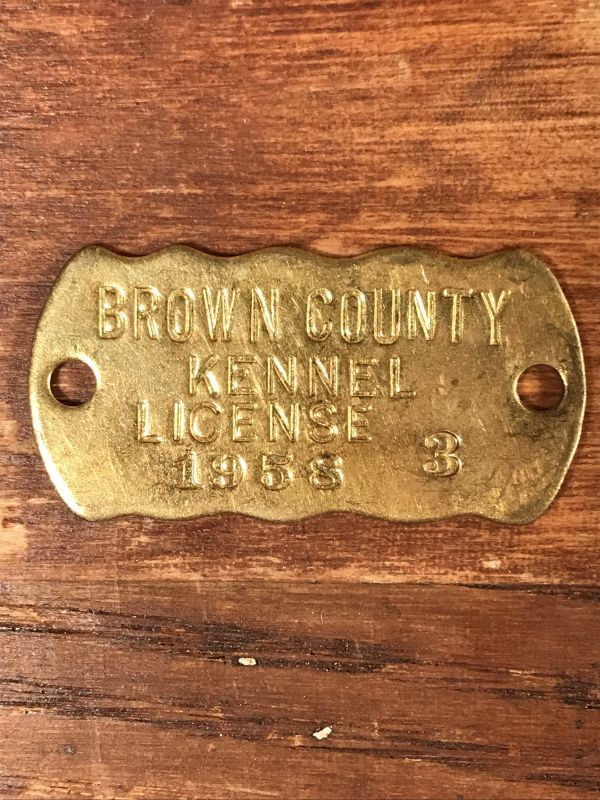 BROWN COUNTY
KENNEL
LICENSE
1958 3